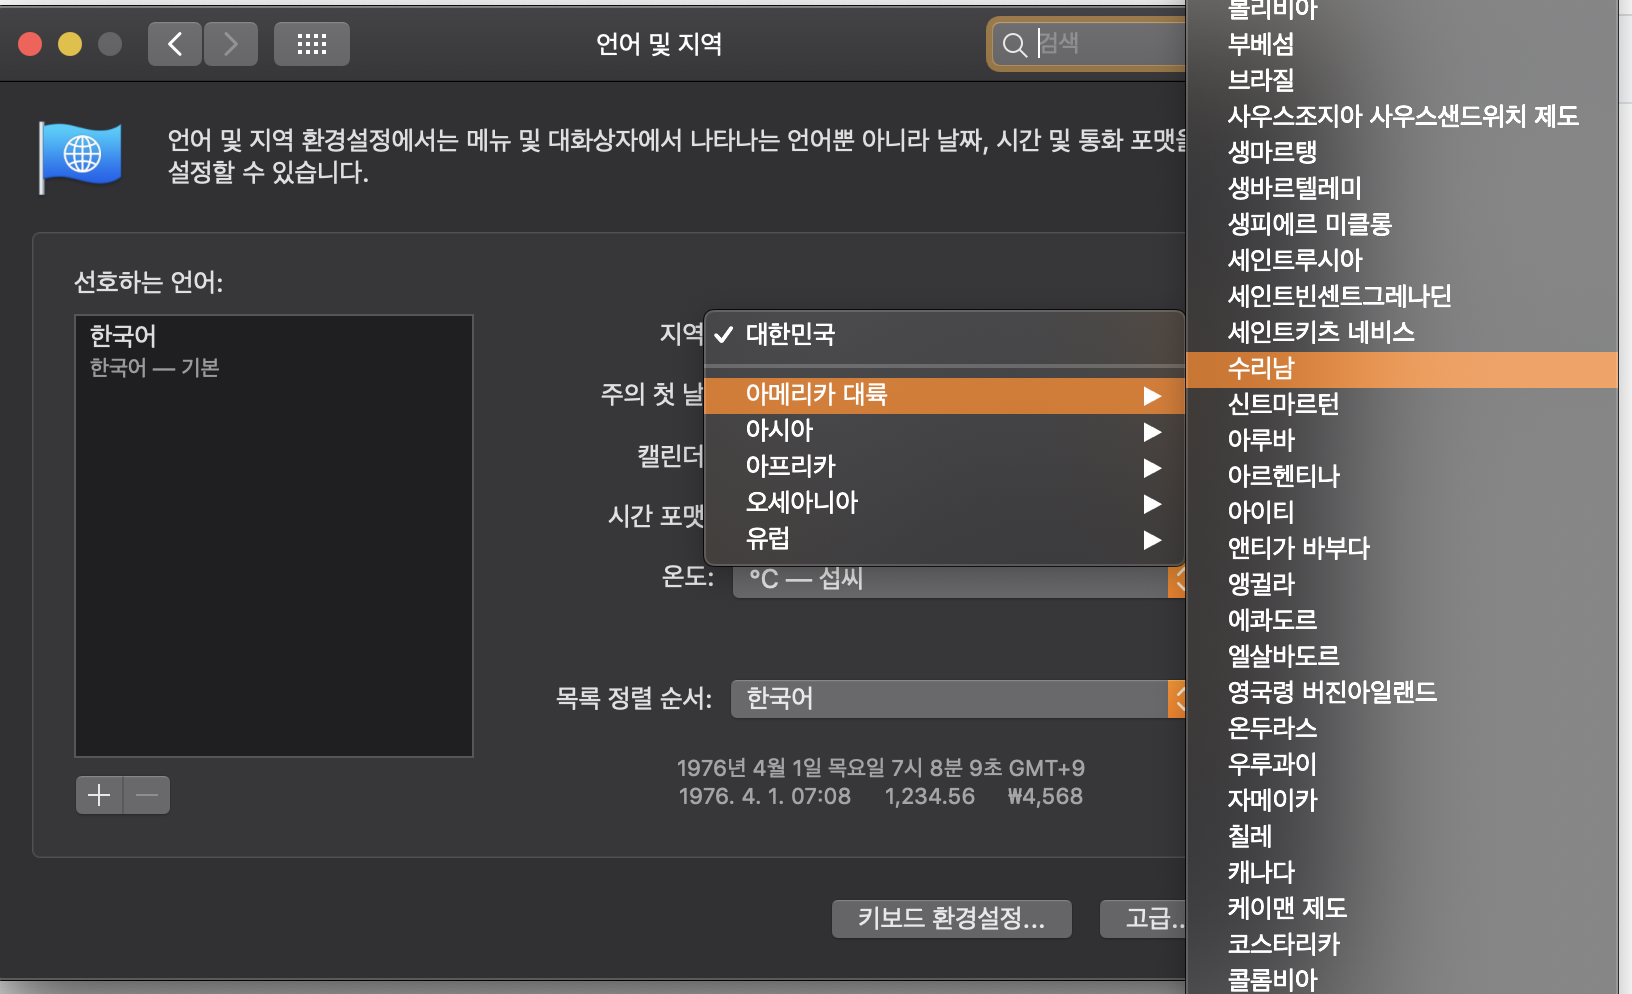 언어 및 지역
검색
언어 및 지역 환경설정에서는 메뉴 및 대화상자에서 나타나는 언어뿐 아니라 날짜, 시간 및 통화 포맷을
설정할 수 있습니다.
선호하는 언어:
한국어
한국어 — 기본
지역
주의 첫 날
캘린더
시간 포맷
온도:
°C — 섭씨
목록 정렬 순서:
한국어
1976년 4월 1일 목요일 7시 8분 9초 GMT+9
1976. 4. 1. 07:08 1,234.56 ₩4,568
키보드 환경설정...
고급..
✓ 대한민국
아메리카 대륙
아시아
아프리카
오세아니아
유럽
볼리비아
부베섬
브라질
사우스조지아 사우스샌드위치 제도
생마르탱
생바르텔레미
생피에르 미클롱
세인트루시아
세인트빈센트그레나딘
세인트키츠 네비스
수리남
신트마르턴
아루바
아르헨티나
아이티
앤티가 바부다
앵귈라
에콰도르
엘살바도르
영국령 버진아일랜드
온두라스
우루과이
자메이카
칠레
캐나다
케이맨 제도
코스타리카
콜롬비아